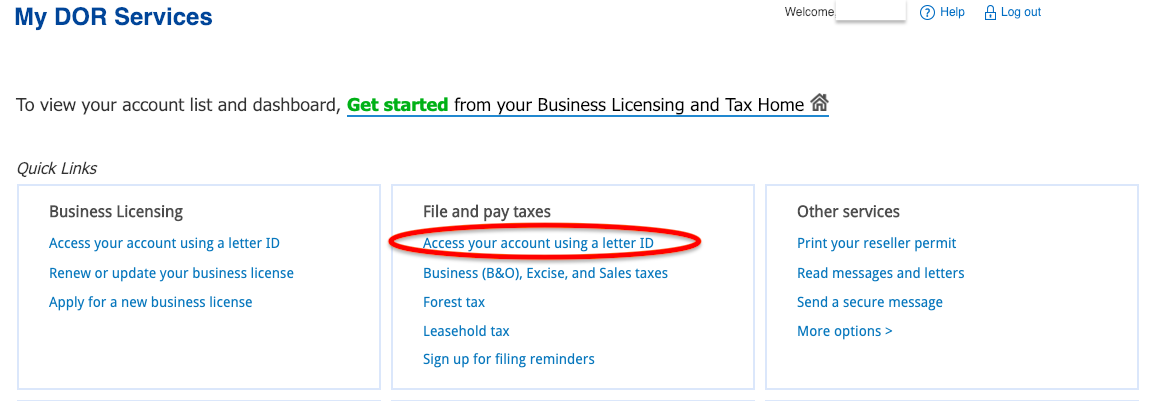 My DOR Services
Welcome
Help
Log out
To view your account list and dashboard, Get started from your Business Licensing and Tax Home
Quick Links
Business Licensing
Access your account using a letter ID
Renew or update your business license
Apply for a new business license
File and pay taxes
Access your account using a letter ID
Business (B&O), Excise, and Sales taxes
Forest tax
Leasehold tax
Sign up for filing reminders
Other services
Print your reseller permit
Read messages and letters
Send a secure message
More options >